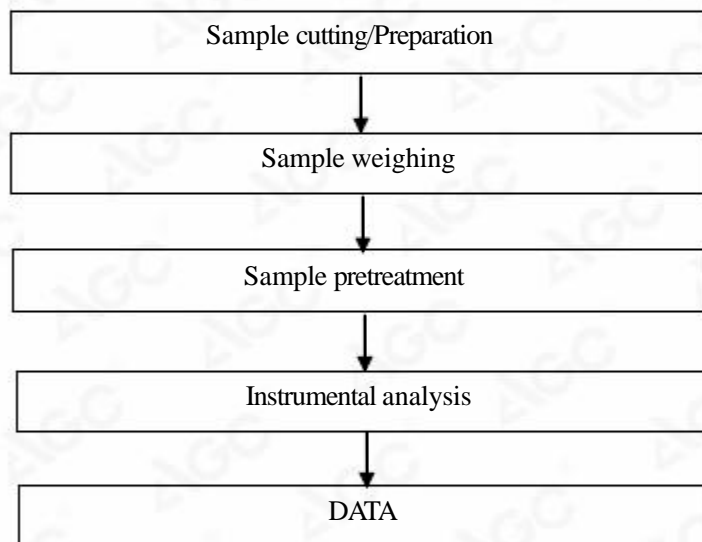 Sample cutting/Preparation
Sample weighing
Sample pretreatment
Instrumental analysis
DATA